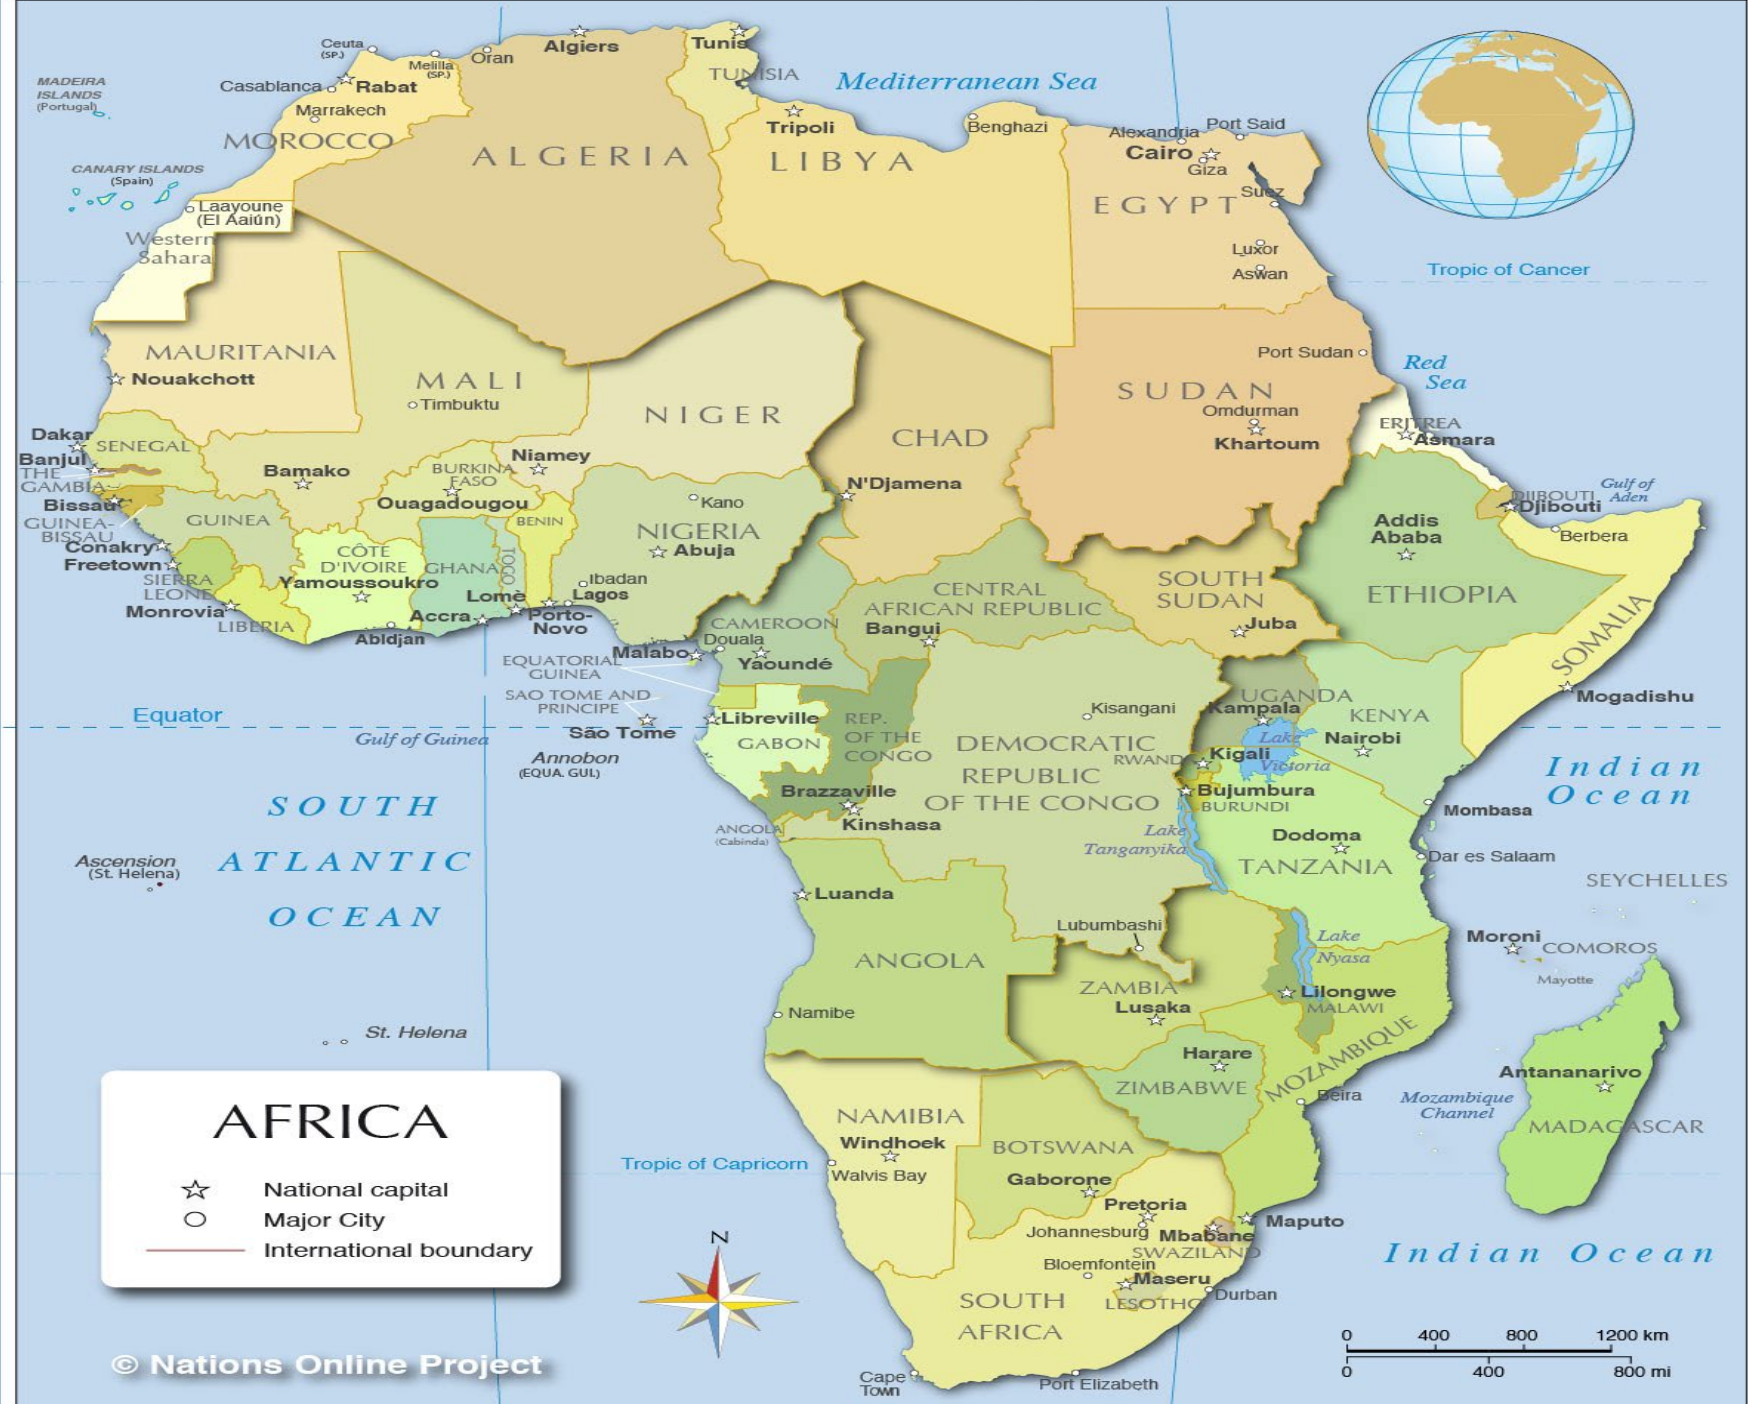 Ceuta
(SP.)
Melilla
(SP.)
Oran
Algiers
Tunis
TUNISIA
Mediterranean Sea
MADEIRA
ISLANDS
(Portugal)
Casablanca
Rabat
Marrakech
MOROCCO
ALGERIA
Tripoli
LIBYA
Benghazi
Alexandria
Port Said
Cairo
Giza
Suez
EGYPT
Luxor
Aswan
Tropic of Cancer
CANARY ISLANDS
(Spain)
Laayoune
(El Aaiún)
Western
Sahara
MAURITANIA
Nouakchott
MALI
Timbuktu
NIGER
CHAD
SUDAN
Port Sudan
Omdurman
Khartoum
Red
Sea
ERITREA
Asmara
Dakar
SENEGAL
Banjul
THE
GAMBIA
Bissau
GUINEA-
BISSAU
Bamako
BURKINA
FASO
Ouagadougou
Niamey
N'Djamena
Kano
NIGERIA
Abuja
BENIN
GUINEA
Conakry
Freetown
SIERRA
LEONE
Monrovia
LIBERIA
CÔTE
D'IVOIRE
Yamoussoukro
GHANA
TOGO
Ibadan
Lagos
Lomè
Accra
Abldjan
Porto-
Novo
DJIBOUTI
Djibouti
Gulf of
Aden
Berbera
Addis
Ababa
ETHIOPIA
SOMALIA
Mogadishu
SOUTH
SUDAN
Juba
CENTRAL
AFRICAN REPUBLIC
Bangui
CAMEROON
Douala
Yaoundé
Malabo
EQUATORIAL
GUINEA
SAO TOME AND
PRINCIPE
São Tome
Annobon
(EQUA. GUI.)
Equator
Gulf of Guinea
Libreville
GABON
REP.
OF THE
CONGO
Brazzaville
Kinshasa
ANGOLA
(Cabinda)
Kisangani
DEMOCRATIC
REPUBLIC
OF THE CONGO
UGANDA
Kampala
KENYA
Nairobi
Lake
Victoria
RWANDA
Kigali
Bujumbura
BURUNDI
Lake
Tanganyika
Dodoma
TANZANIA
Mombasa
Dar es Salaam
Indian
Ocean
SEYCHELLES
SOUTH
ATLANTIC
OCEAN
Ascension
(St. Helena)
St. Helena
Luanda
ANGOLA
Namibe
Lubumbashi
ZAMBIA
Lusaka
Lake
Nyasa
Lilongwe
MALAWI
Moroni
COMOROS
Mayotte
MOZAMBIQUE
Harare
ZIMBABWE
Beira
Mozambique
Channel
Antananarivo
MADAGASCAR
NAMIBIA
Windhoek
Walvis Bay
Tropic of Capricorn
BOTSWANA
Gaborone
Pretoria
Johannesburg
Mbabane
SWAZILAND
Maputo
Bloemfontein
Maseru
LESOTHO
Durban
SOUTH
AFRICA
Cape
Town
Port Elizabeth
Indian Ocean
AFRICA
National capital
Major City
International boundary
N
© Nations Online Project
0 400 800 1200 km
0 400 800 mi